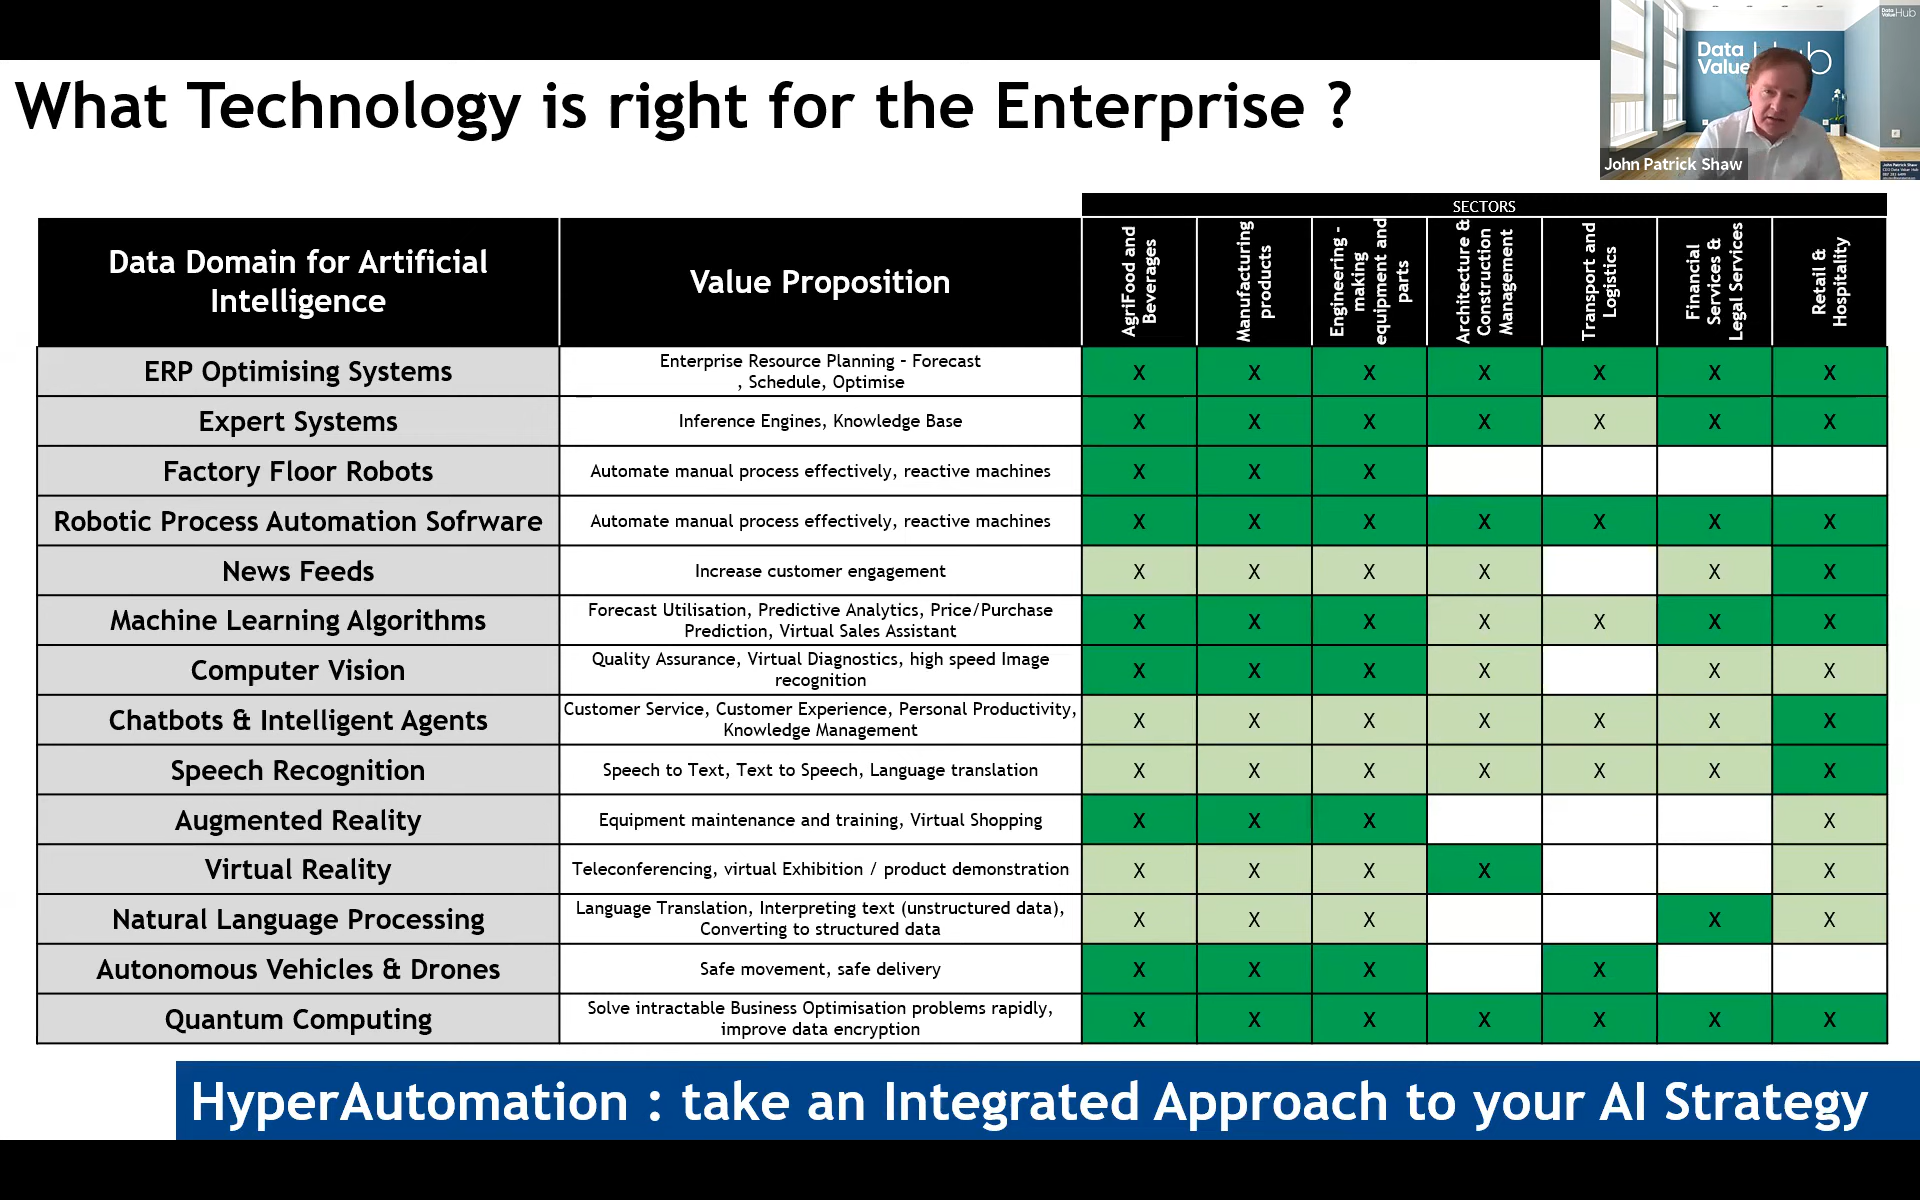 What Technology is right for the Enterprise ?
Data
Value
Data
ValueHub
John Patrick Shaw
SECTORS
Data Domain for Artificial
Intelligence
Value Proposition
AgriFood and
Beverages
Manufacturing
products
Engineering -
making
equipment and
parts
Architecture &
Construction
Management
Transport and
Logistics
Financial
Services &
Legal Services
Retail &
Hospitality
ERP Optimising Systems
Enterprise Resource Planning - Forecast
, Schedule, Optimise
X X X X X X X
Expert Systems
Inference Engines, Knowledge Base
X X X X X X X
Factory Floor Robots
Automate manual process effectively, reactive machines
X X X
Robotic Process Automation Sofrware
Automate manual process effectively, reactive machines
X X X X X X X
News Feeds
Increase customer engagement
X X X X X X
Machine Learning Algorithms
Forecast Utilisation, Predictive Analytics, Price/Purchase
Prediction, Virtual Sales Assistant
X X X X X X X
Computer Vision
Quality Assurance, Virtual Diagnostics, high speed Image
recognition
X X X X X X
Chatbots & Intelligent Agents
Customer Service, Customer Experience, Personal Productivity,
Knowledge Management
X X X X X X X
Speech Recognition
Speech to Text, Text to Speech, Language translation
X X X X X X X
Augmented Reality
Equipment maintenance and training, Virtual Shopping
X X X X
Virtual Reality
Teleconferencing, virtual Exhibition / product demonstration
X X X X X
Natural Language Processing
Language Translation, Interpreting text (unstructured data),
Converting to structured data
X X X X X
Autonomous Vehicles & Drones
Safe movement, safe delivery
X X X X
Quantum Computing
Solve intractable Business Optimisation problems rapidly,
improve data encryption
X X X X X X X
HyperAutomation : take an Integrated Approach to your AI Strategy